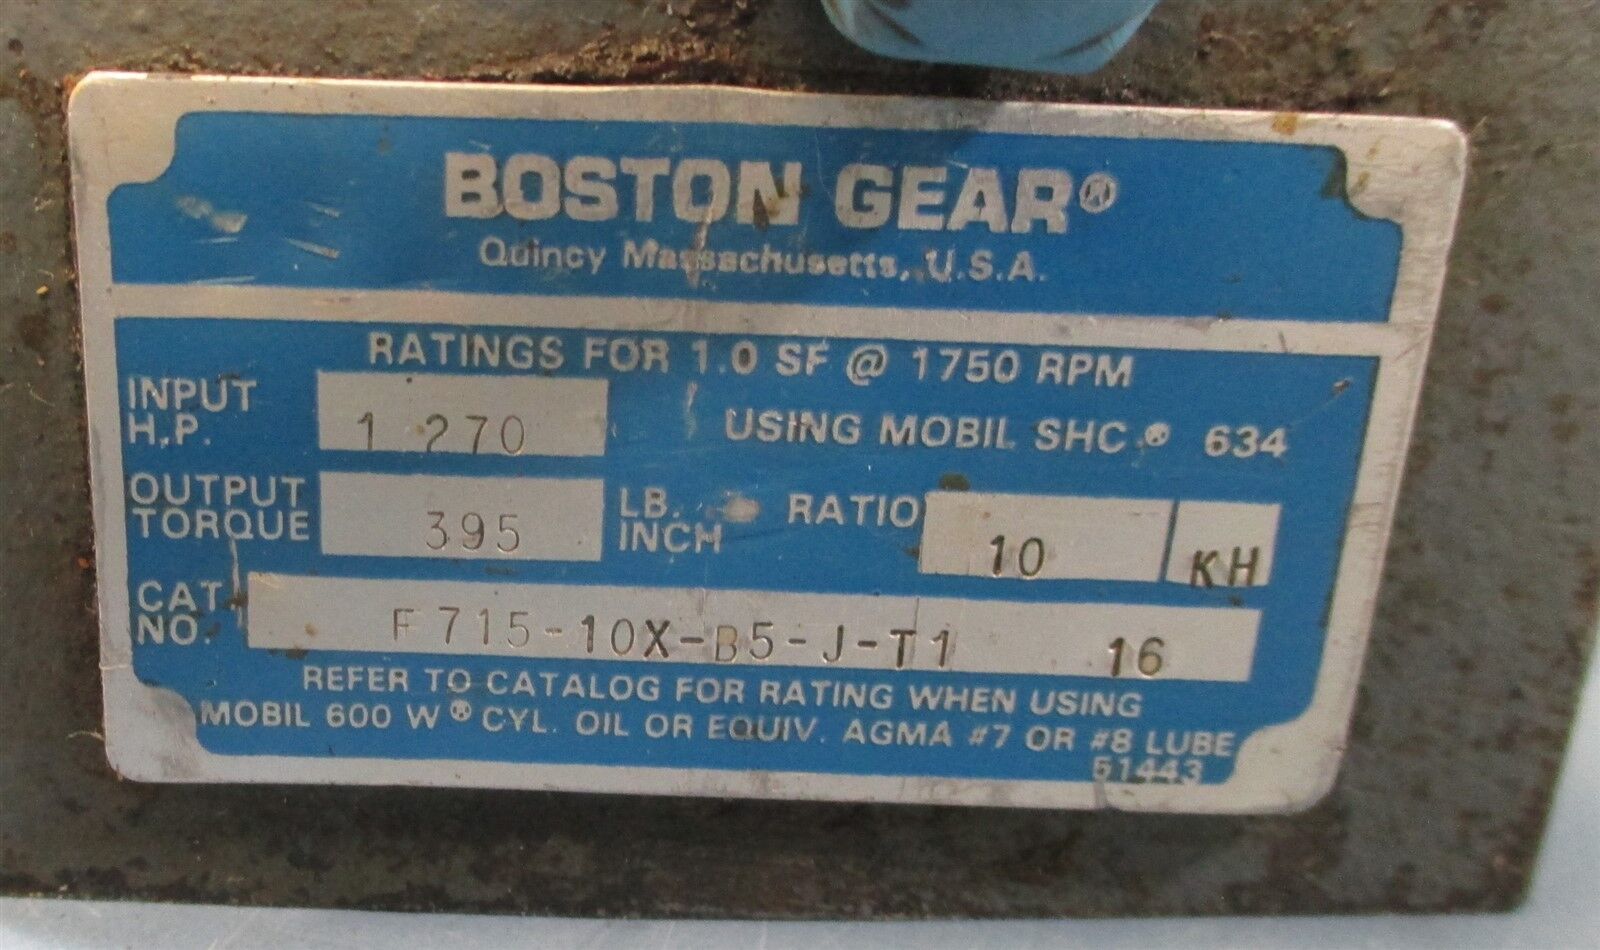 BOSTON GEAR®
Quincy Massachusetts, U.S.A.
RATINGS FOR 1.0 SF @ 1750 RPM
INPUT H.P. 1 270 USING MOBIL SHC ® 634
OUTPUT TORQUE 395 LB. INCH RATIO 10 KH
CAT. NO. F715-10X-B5-J-T1 16
REFER TO CATALOG FOR RATING WHEN USING
MOBIL 600 W® CYL. OIL OR EQUIV. AGMA #7 OR #8 LUBE
51443